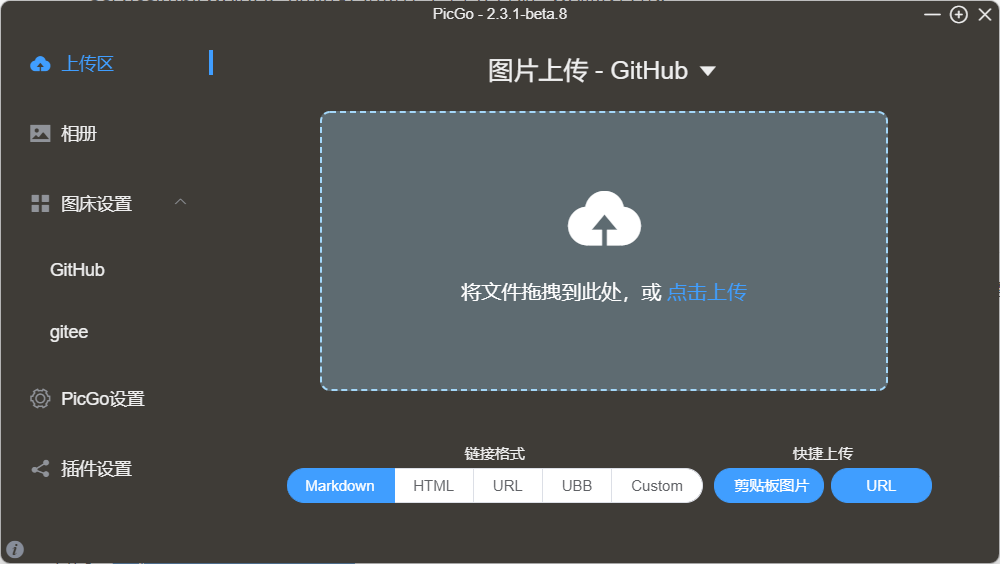 PicGo - 2.3.1-beta.8
上传区
相册
图床设置
GitHub
gitee
PicGo设置
插件设置
图片上传 - GitHub
将文件拖拽到此处，或 点击上传
链接格式
Markdown HTML URL UBB Custom
快捷上传
剪贴板图片 URL